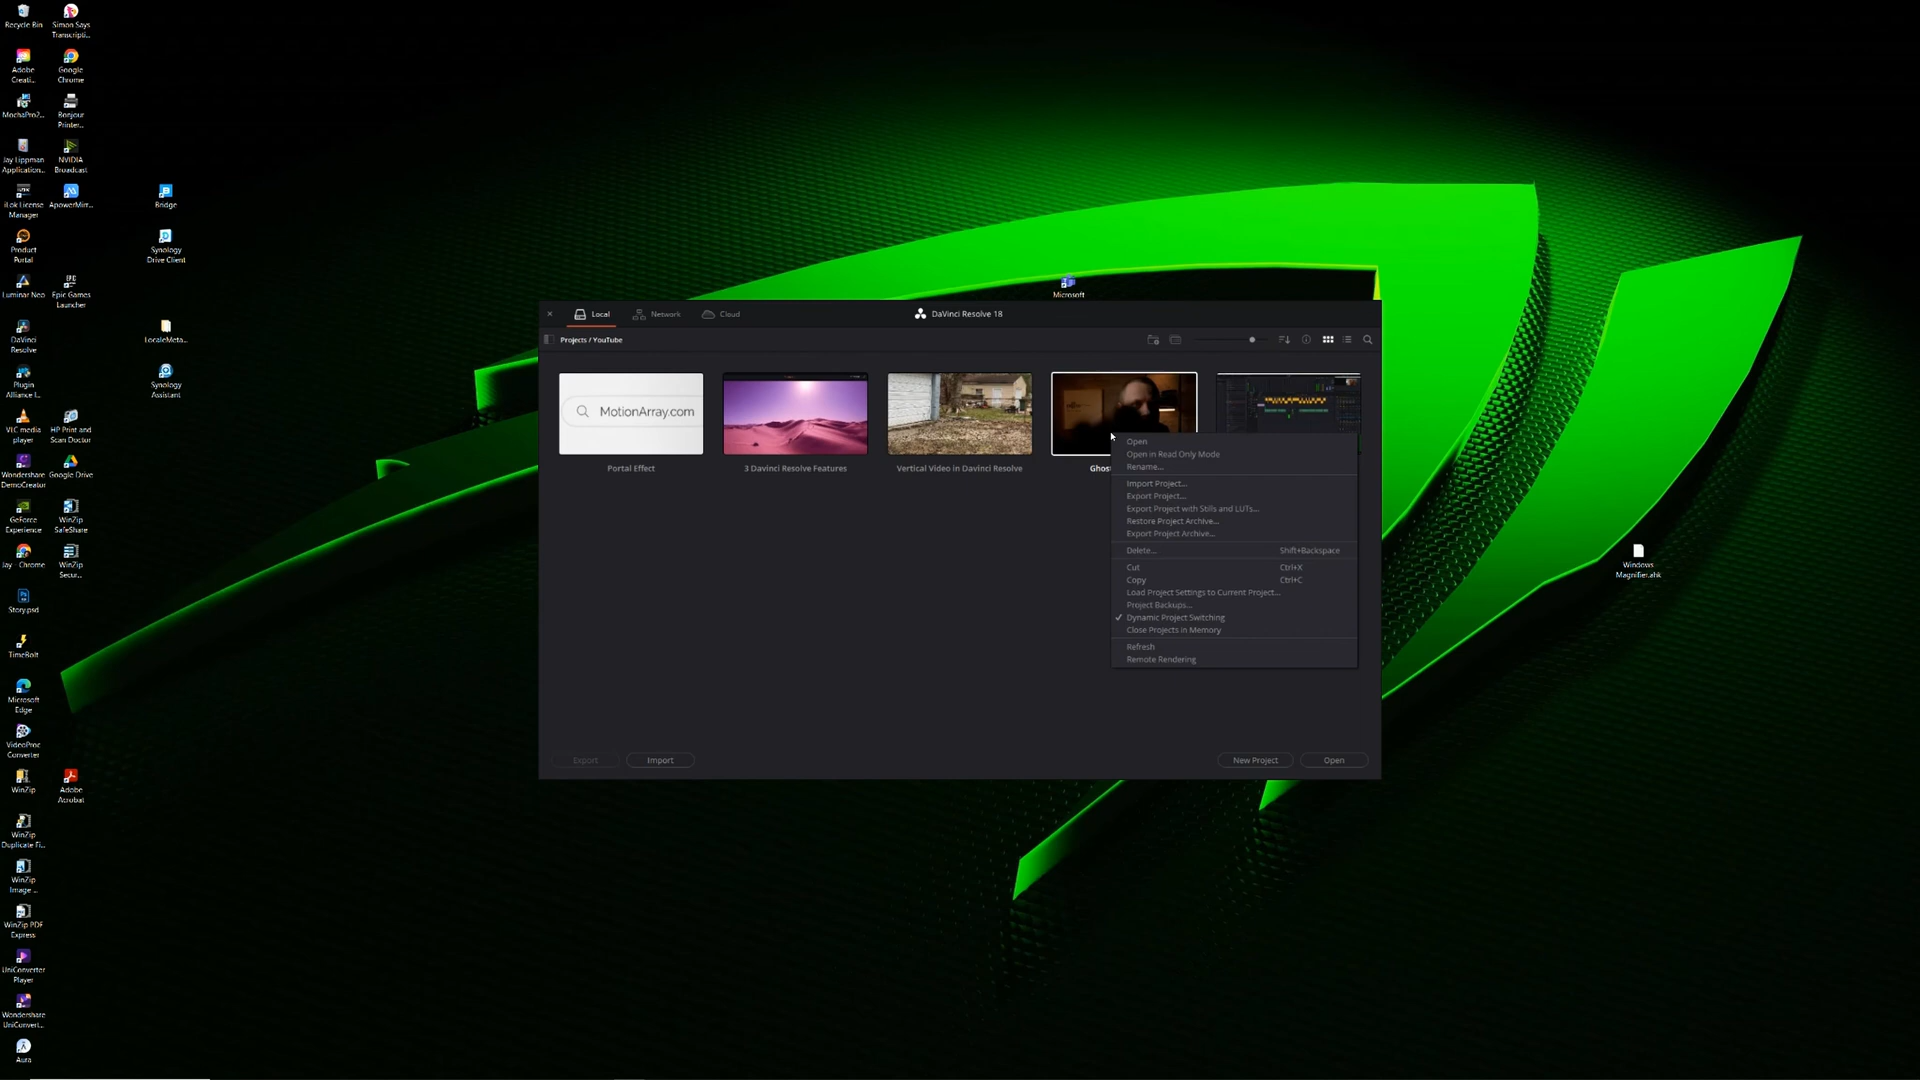 Recycle Bin
Simon Says
Transcripti...
Adobe
Creati...
Google
Chrome
MochaPro2...
Bonjour
Printer...
Jay Lippman
Application...
NVIDIA
Broadcast
iLok License
Manager
ApowerMirr...
Bridge
Product
Portal
Synology
Drive Client
Luminar Neo
Epic Games
Launcher
DaVinci
Resolve
LocaleMeta...
Plugin
Alliance I...
Synology
Assistant
VLC media
player
HP Print and
Scan Doctor
Wondershare
DemoCreator
Google Drive
GeForce
Experience
WinZip
SafeShare
Jay - Chrome
WinZip
Secur...
Story.psd
TimeBolt
Microsoft
Edge
VideoProc
Converter
WinZip
Adobe
Acrobat
WinZip
Duplicate Fi...
WinZip
Image ...
WinZip PDF
Express
UniConverter
Player
Wondershare
UniConvert...
Aura
Microsoft
Windows
Magnifier.ahk
Local
Network
Cloud
DaVinci Resolve 18
Projects / YouTube
MotionArray.com
Portal Effect
3 Davinci Resolve Features
Vertical Video in Davinci Resolve
Ghos
Open
Open in Read Only Mode
Rename...
Import Project...
Export Project...
Export Project with Stills and LUTs...
Restore Project Archive...
Export Project Archive...
Delete... Shift+Backspace
Cut Ctrl+X
Copy Ctrl+C
Load Project Settings to Current Project...
Project Backups...
Dynamic Project Switching
Close Projects in Memory
Refresh
Remote Rendering
Export
Import
New Project
Open